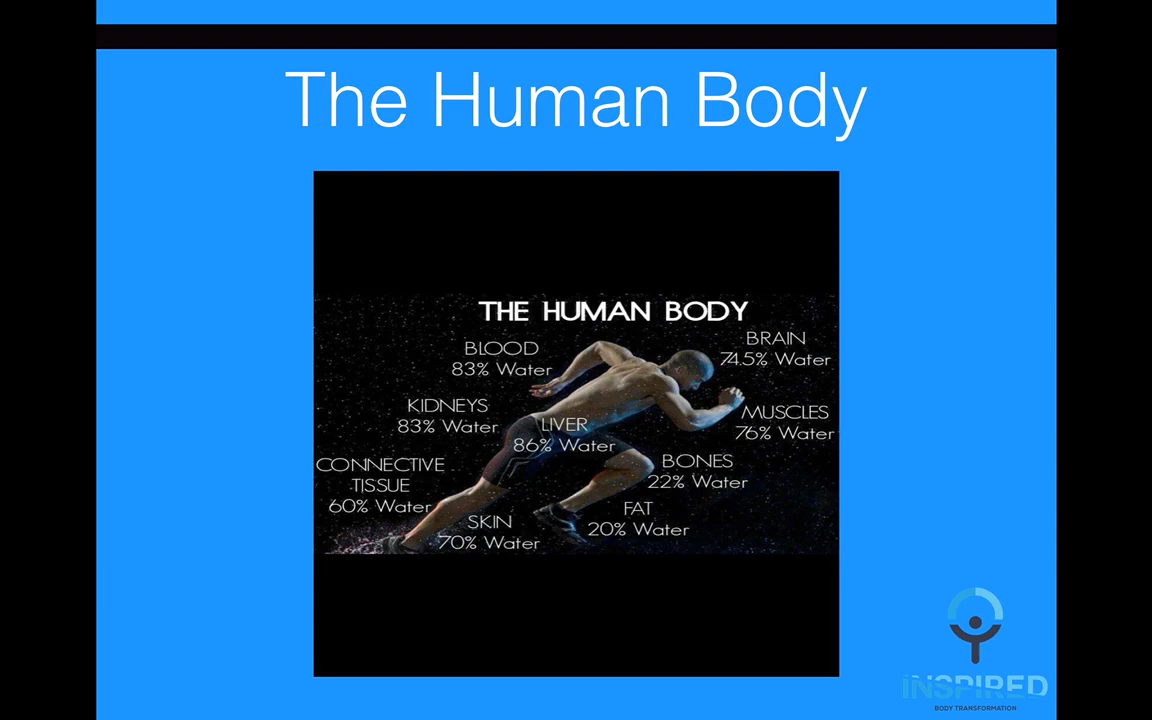 The Human Body
THE HUMAN BODY
BLOOD
83% Water
BRAIN
74.5% Water
KIDNEYS
83% Water
LIVER
86% Water
MUSCLES
76% Water
CONNECTIVE
TISSUE
60% Water
BONES
22% Water
SKIN
70% Water
FAT
20% Water
INSPIRED
BODY TRANSFORMATION